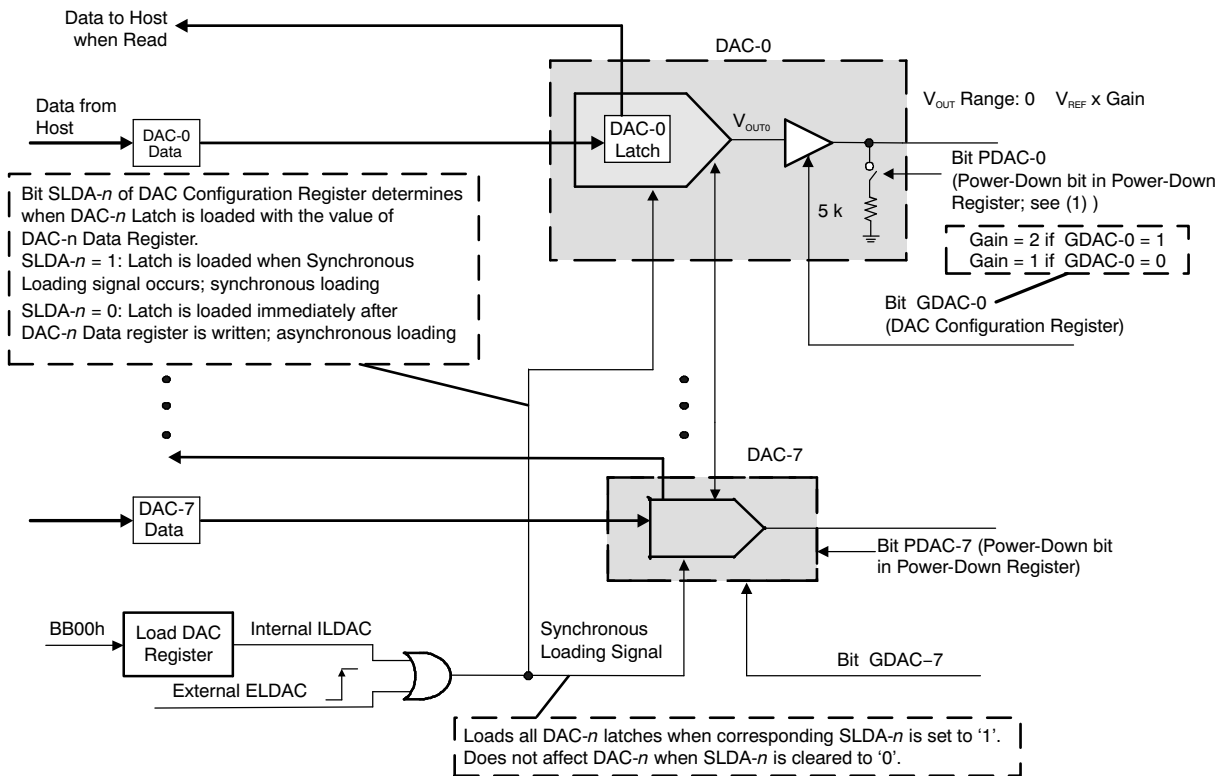 Data to Host
when Read
DAC-0
Data from
Host
DAC-0
Data
DAC-0
Latch
VOUT0
VOUT Range: 0 VREF x Gain
Bit PDAC-0
(Power-Down bit in Power-Down
Register; see (1) )
5 k
Bit SLDA-n of DAC Configuration Register determines
when DAC-n Latch is loaded with the value of
DAC-n Data Register.
SLDA-n = 1: Latch is loaded when Synchronous
Loading signal occurs; synchronous loading
SLDA-n = 0: Latch is loaded immediately after
DAC-n Data register is written; asynchronous loading
Gain = 2 if GDAC-0 = 1
Gain = 1 if GDAC-0 = 0
Bit GDAC-0
(DAC Configuration Register)
DAC-7
DAC-7
Data
Bit PDAC-7 (Power-Down bit
in Power-Down Register)
BB00h
Load DAC
Register
Internal ILDAC
External ELDAC
Synchronous
Loading Signal
Bit GDAC–7
Loads all DAC-n latches when corresponding SLDA-n is set to ‘1’.
Does not affect DAC-n when SLDA-n is cleared to ‘0’.